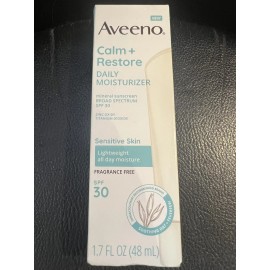 Aveeno®
Calm +
Restore
DAILY
MOISTURIZER
mineral sunscreen
BROAD SPECTRUM
SPF 30
Sensitive Skin
Lightweight
all day moisture
FRAGRANCE FREE
SPF
30
1.7 FL OZ (48 mL)